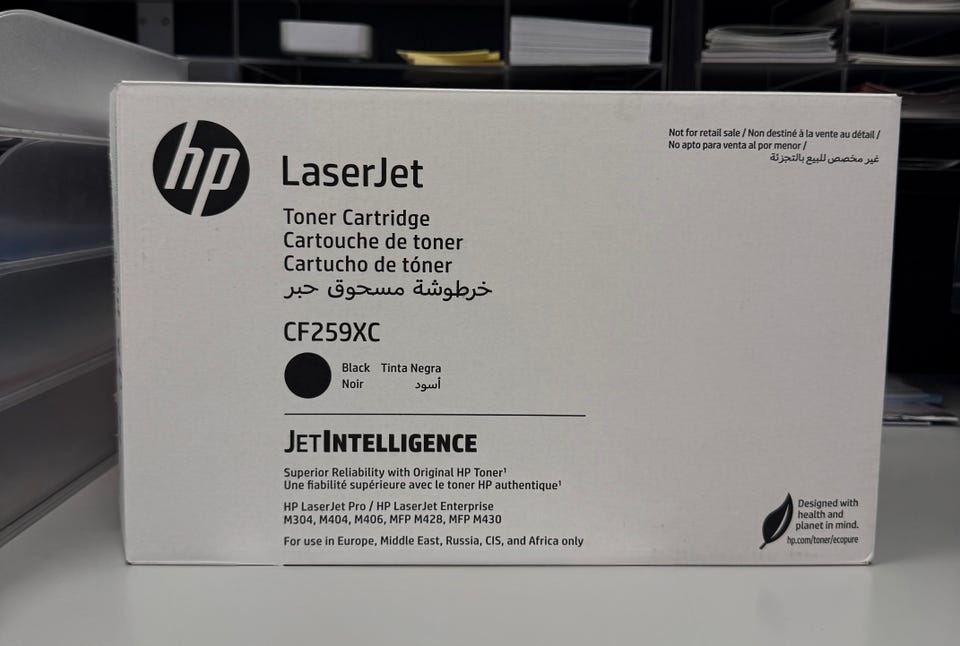 hp
LaserJet
Toner Cartridge
Cartouche de toner
Cartucho de tóner
خرطوشة مسحوق حبر
CF259XC
Black Tinta Negra
Noir أسود
JETINTELLIGENCE
Superior Reliability with Original HP Toner¹
Une fiabilité supérieure avec le toner HP authentique¹
HP LaserJet Pro / HP LaserJet Enterprise
M304, M404, M406, MFP M428, MFP M430
For use in Europe, Middle East, Russia, CIS, and Africa only
Not for retail sale / Non destiné à la vente au détail /
No apto para venta al por menor /
غير مخصص للبيع بالتجزئة
Designed with
health and
planet in mind.
hp.com/toner/ecopure